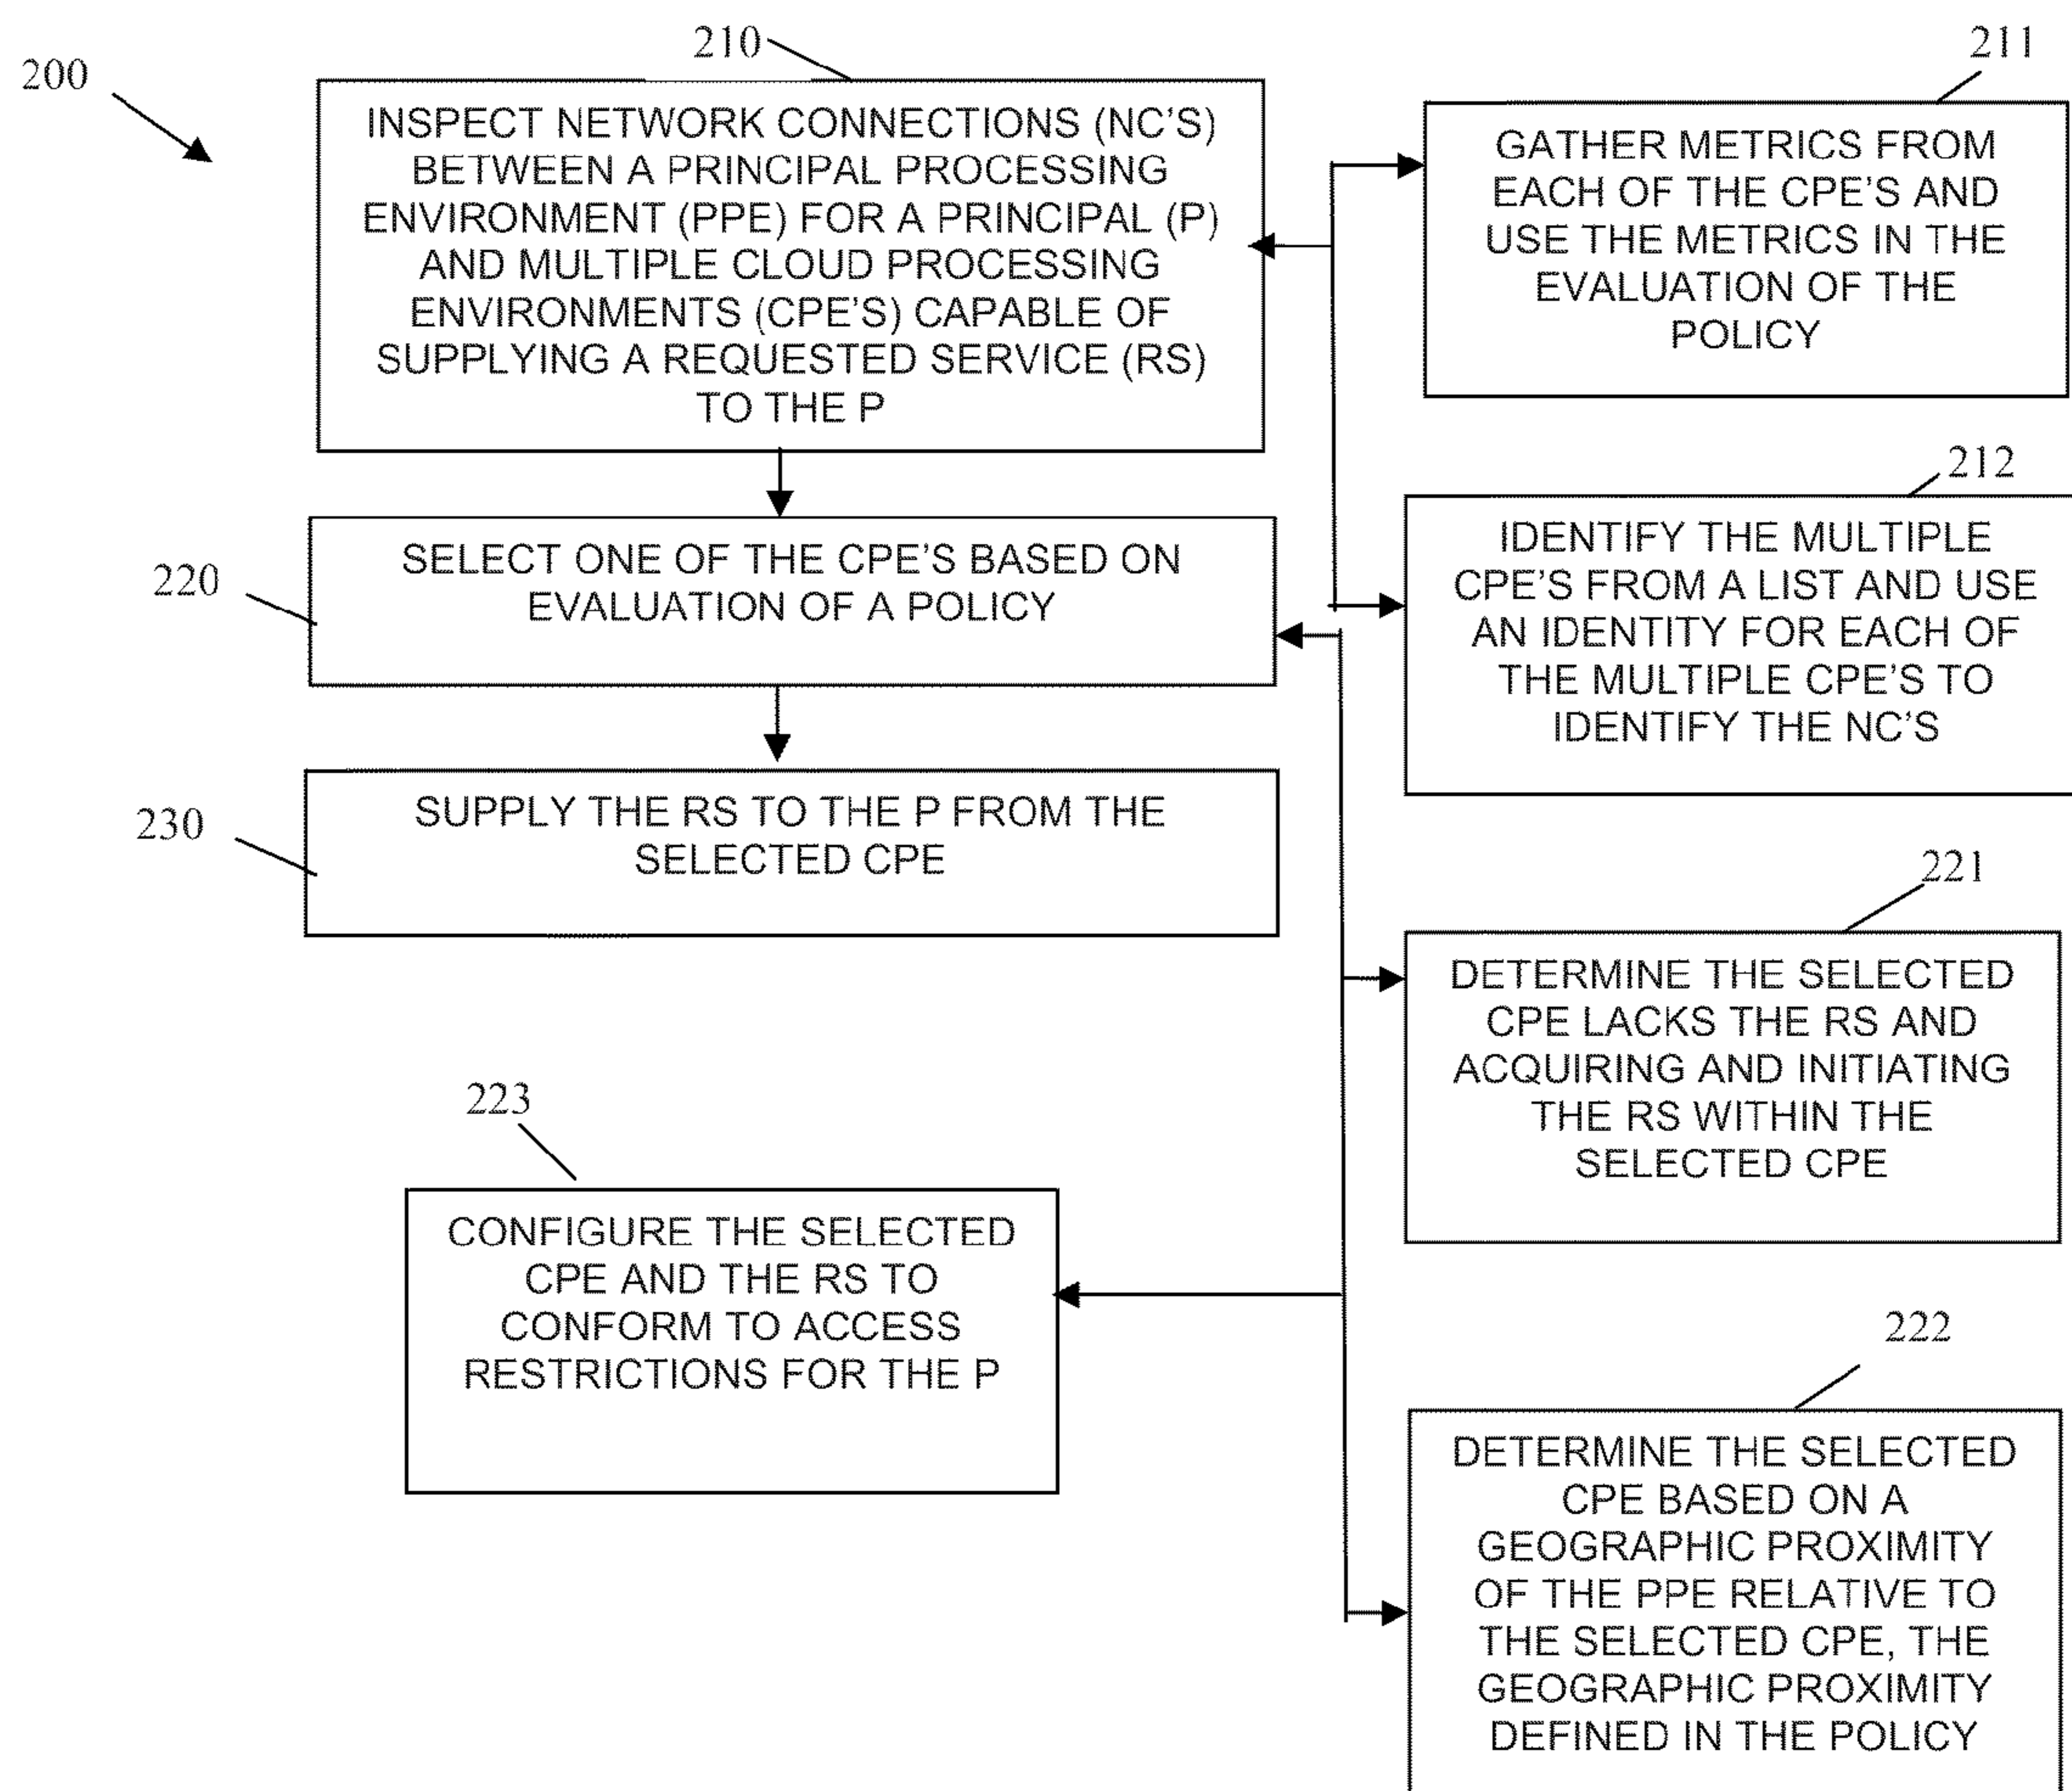 200
210
INSPECT NETWORK CONNECTIONS (NC'S)
BETWEEN A PRINCIPAL PROCESSING
ENVIRONMENT (PPE) FOR A PRINCIPAL (P)
AND MULTIPLE CLOUD PROCESSING
ENVIRONMENTS (CPE'S) CAPABLE OF
SUPPLYING A REQUESTED SERVICE (RS)
TO THE P
211
GATHER METRICS FROM
EACH OF THE CPE'S AND
USE THE METRICS IN THE
EVALUATION OF THE
POLICY
212
IDENTIFY THE MULTIPLE
CPE'S FROM A LIST AND USE
AN IDENTITY FOR EACH OF
THE MULTIPLE CPE'S TO
IDENTIFY THE NC'S
220
SELECT ONE OF THE CPE'S BASED ON
EVALUATION OF A POLICY
230
SUPPLY THE RS TO THE P FROM THE
SELECTED CPE
221
DETERMINE THE SELECTED
CPE LACKS THE RS AND
ACQUIRING AND INITIATING
THE RS WITHIN THE
SELECTED CPE
223
CONFIGURE THE SELECTED
CPE AND THE RS TO
CONFORM TO ACCESS
RESTRICTIONS FOR THE P
222
DETERMINE THE SELECTED
CPE BASED ON A
GEOGRAPHIC PROXIMITY
OF THE PPE RELATIVE TO
THE SELECTED CPE, THE
GEOGRAPHIC PROXIMITY
DEFINED IN THE POLICY